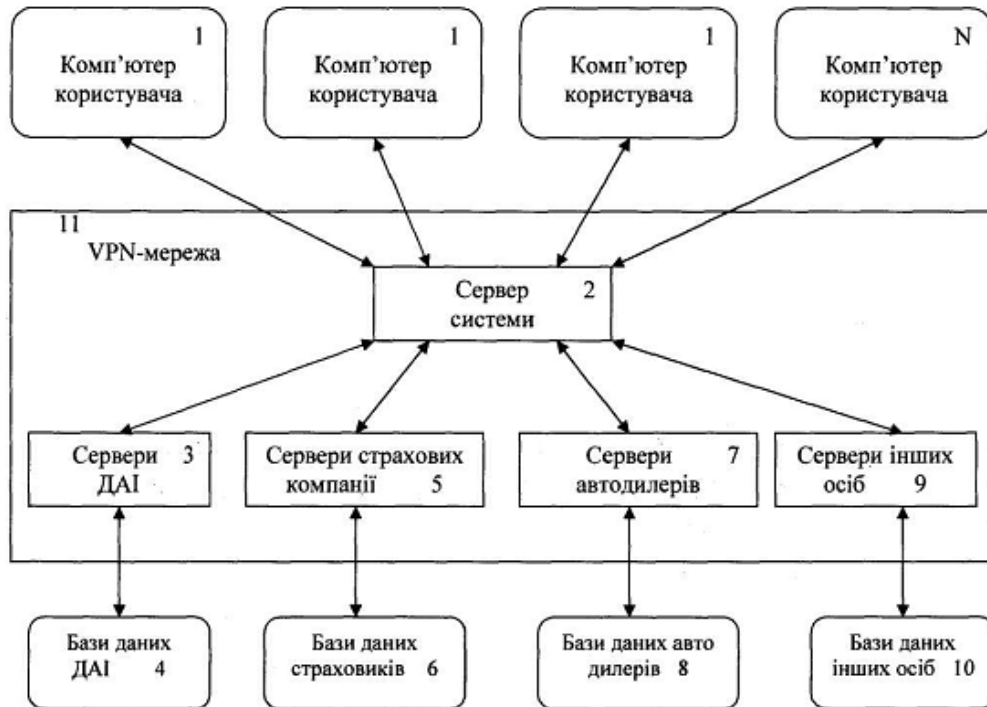 1
Комп’ютер
користувача
1
Комп’ютер
користувача
1
Комп’ютер
користувача
N
Комп’ютер
користувача
11
VPN-мережа
Сервер 2
системи
Сервери 3
ДАІ
Сервери страхових
компанії 5
Сервери 7
автодилерів
Сервери інших
осіб 9
Бази даних
ДАІ 4
Бази даних
страховиків 6
Бази даних авто
дилерів 8
Бази даних
інших осіб 10